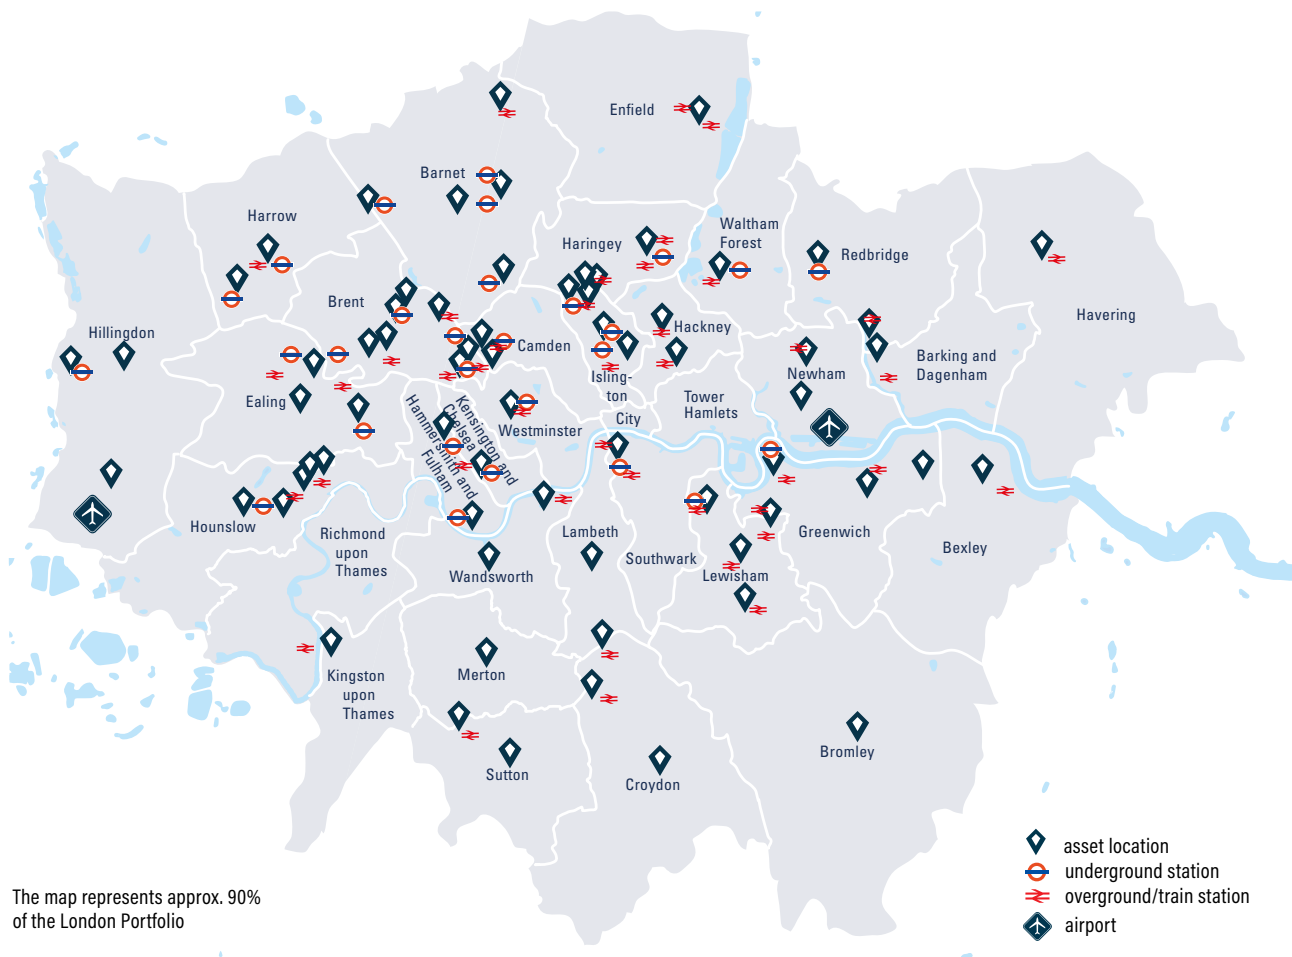 Enfield
Barnet
Waltham
Forest
Harrow
Haringey
Redbridge
Brent
Havering
Hackney
Hillingdon
Camden
Barking and
Dagenham
Newham
Isling-
ton
Ealing
Tower
Hamlets
City
Westminster
Kensington and
Chelsea
Hammersmith and
Fulham
Hounslow
Richmond
upon
Thames
Lambeth
Greenwich
Southwark
Bexley
Wandsworth
Lewisham
Merton
Kingston
upon
Thames
Bromley
Sutton
Croydon
asset location
underground station
overground/train station
airport
The map represents approx. 90%
of the London Portfolio